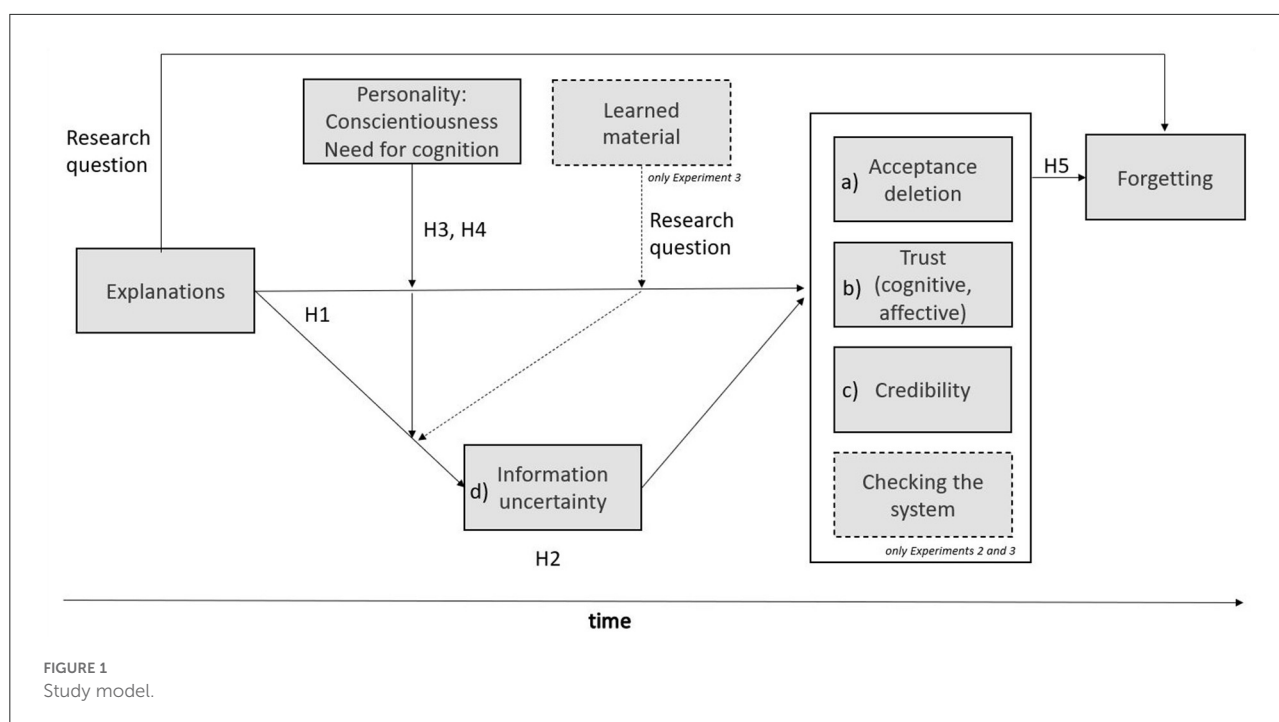 Research
question
Personality:
Conscientiousness
Need for cognition
Learned
material
only Experiment 3
H3, H4
Research
question
Explanations
H1
a) Acceptance
deletion
b) Trust
(cognitive,
affective)
c) Credibility
Checking the
system
only Experiments 2 and 3
H5
Forgetting
d) Information
uncertainty
H2
time
FIGURE 1
Study model.